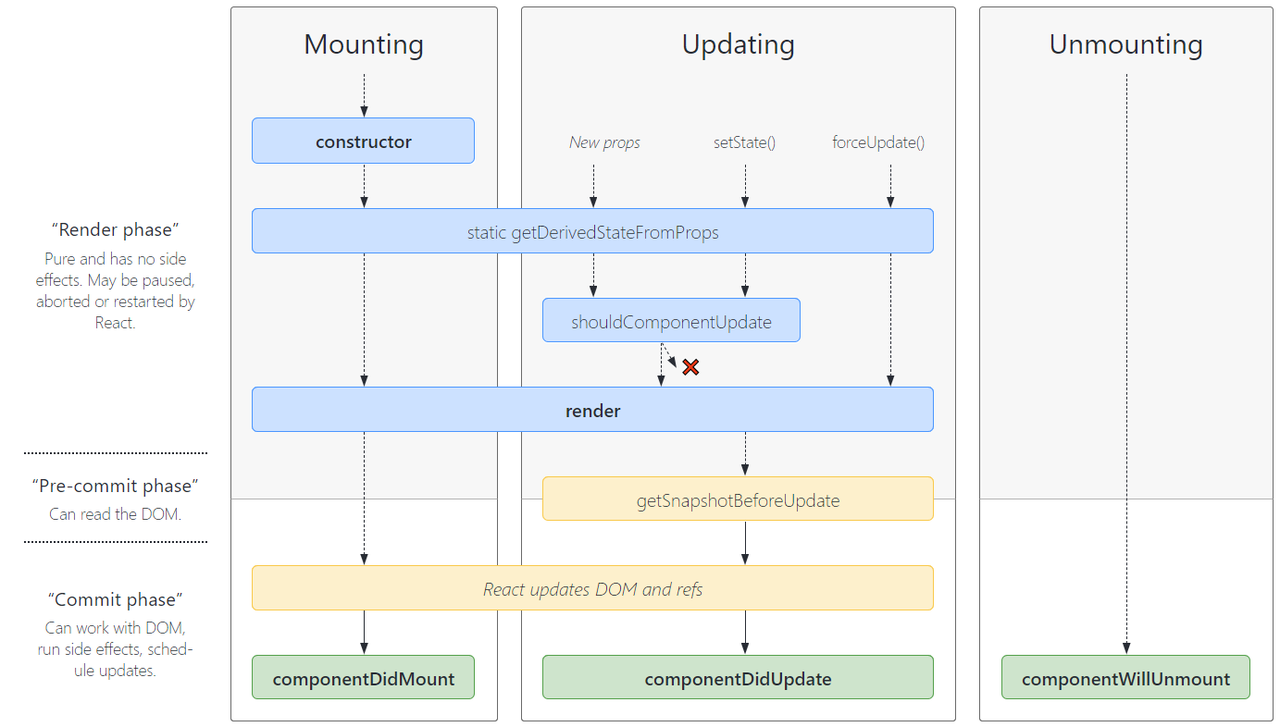 Mounting
Updating
Unmounting
constructor
New props
setState()
forceUpdate()
“Render phase”
Pure and has no side
effects. May be paused,
aborted or restarted by
React.
static getDerivedStateFromProps
shouldComponentUpdate
render
“Pre-commit phase”
Can read the DOM.
getSnapshotBeforeUpdate
“Commit phase”
Can work with DOM,
run side effects, sched-
ule updates.
React updates DOM and refs
componentDidMount
componentDidUpdate
componentWillUnmount